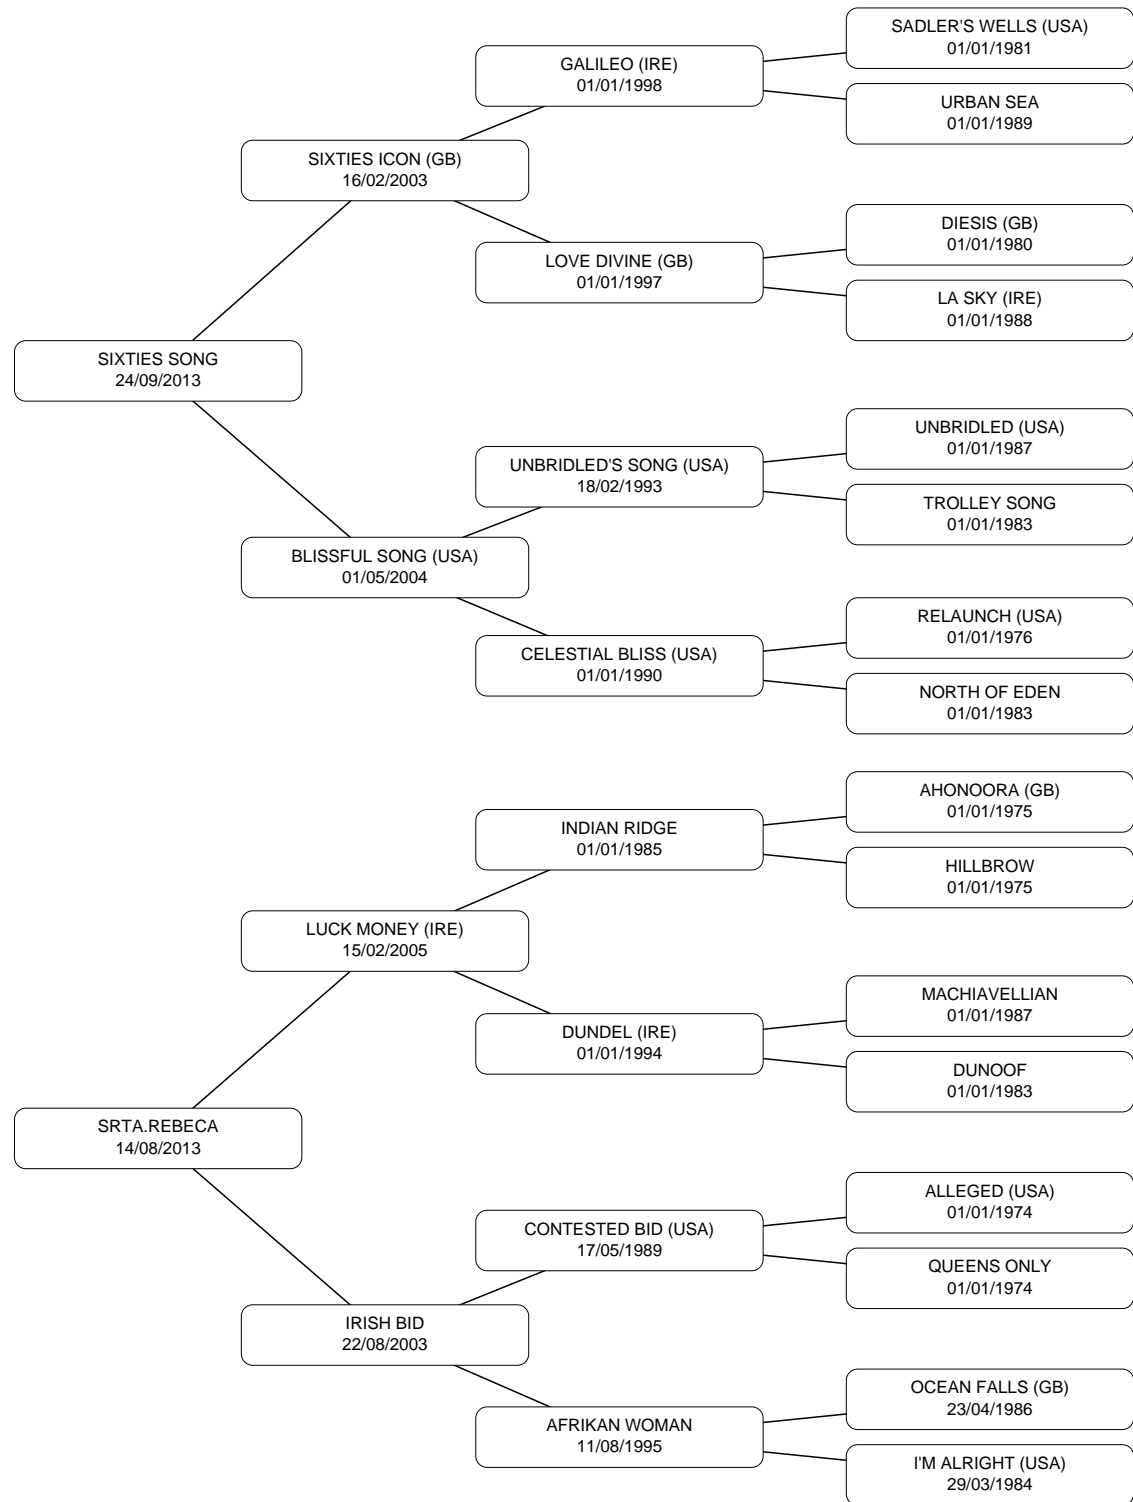 SADLER'S WELLS (USA)
01/01/1981
GALILEO (IRE)
01/01/1998
URBAN SEA
01/01/1989
SIXTIES ICON (GB)
16/02/2003
DIESIS (GB)
01/01/1980
LOVE DIVINE (GB)
01/01/1997
LA SKY (IRE)
01/01/1988
SIXTIES SONG
24/09/2013
UNBRIDLED (USA)
01/01/1987
UNBRIDLED'S SONG (USA)
18/02/1993
TROLLEY SONG
01/01/1983
BLISSFUL SONG (USA)
01/05/2004
RELAUNCH (USA)
01/01/1976
CELESTIAL BLISS (USA)
01/01/1990
NORTH OF EDEN
01/01/1983
AHONOORA (GB)
01/01/1975
INDIAN RIDGE
01/01/1985
HILLBROW
01/01/1975
LUCK MONEY (IRE)
15/02/2005
MACHIAVELLIAN
01/01/1987
DUNDEL (IRE)
01/01/1994
DUNOOF
01/01/1983
SRTA.REBECA
14/08/2013
ALLEGED (USA)
01/01/1974
CONTESTED BID (USA)
17/05/1989
QUEENS ONLY
01/01/1974
IRISH BID
22/08/2003
OCEAN FALLS (GB)
23/04/1986
AFRIKAN WOMAN
11/08/1995
I'M ALRIGHT (USA)
29/03/1984